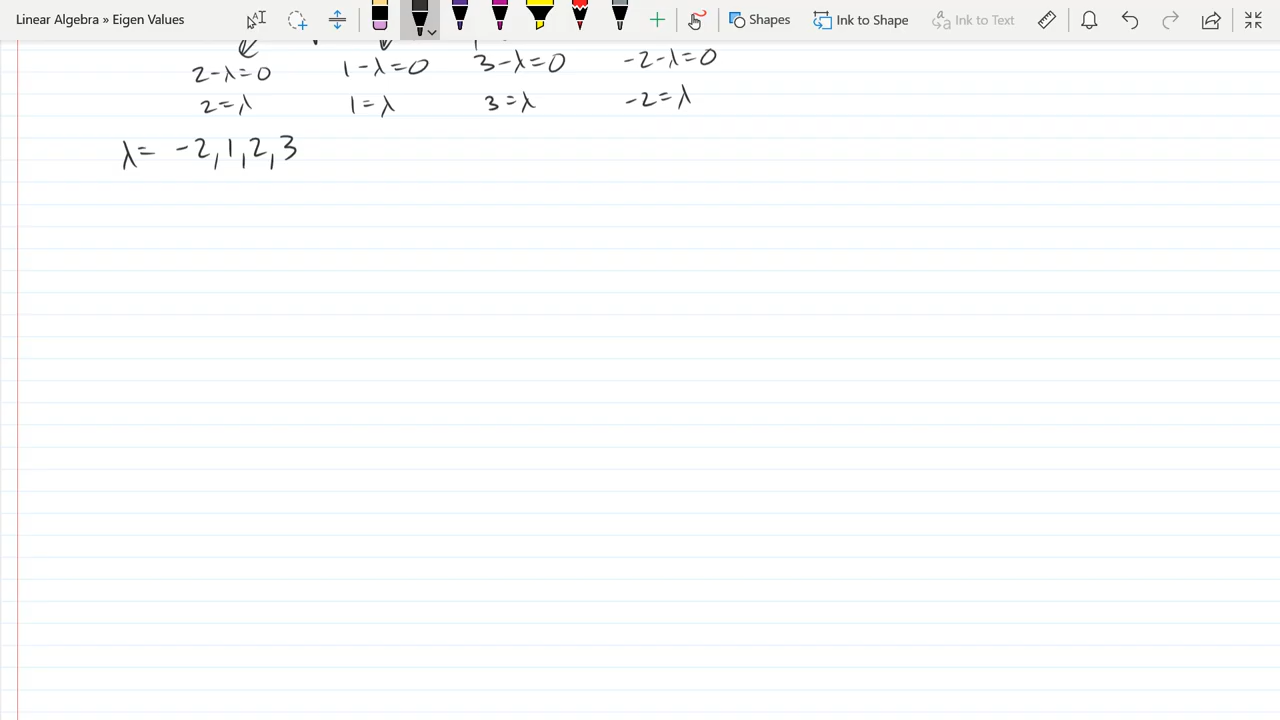 Linear Algebra » Eigen Values
Shapes
Ink to Shape
Ink to Text
2-λ=0 1-λ=0 3-λ=0 -2-λ=0
2=λ 1=λ 3=λ -2=λ
λ= -2,1,2,3